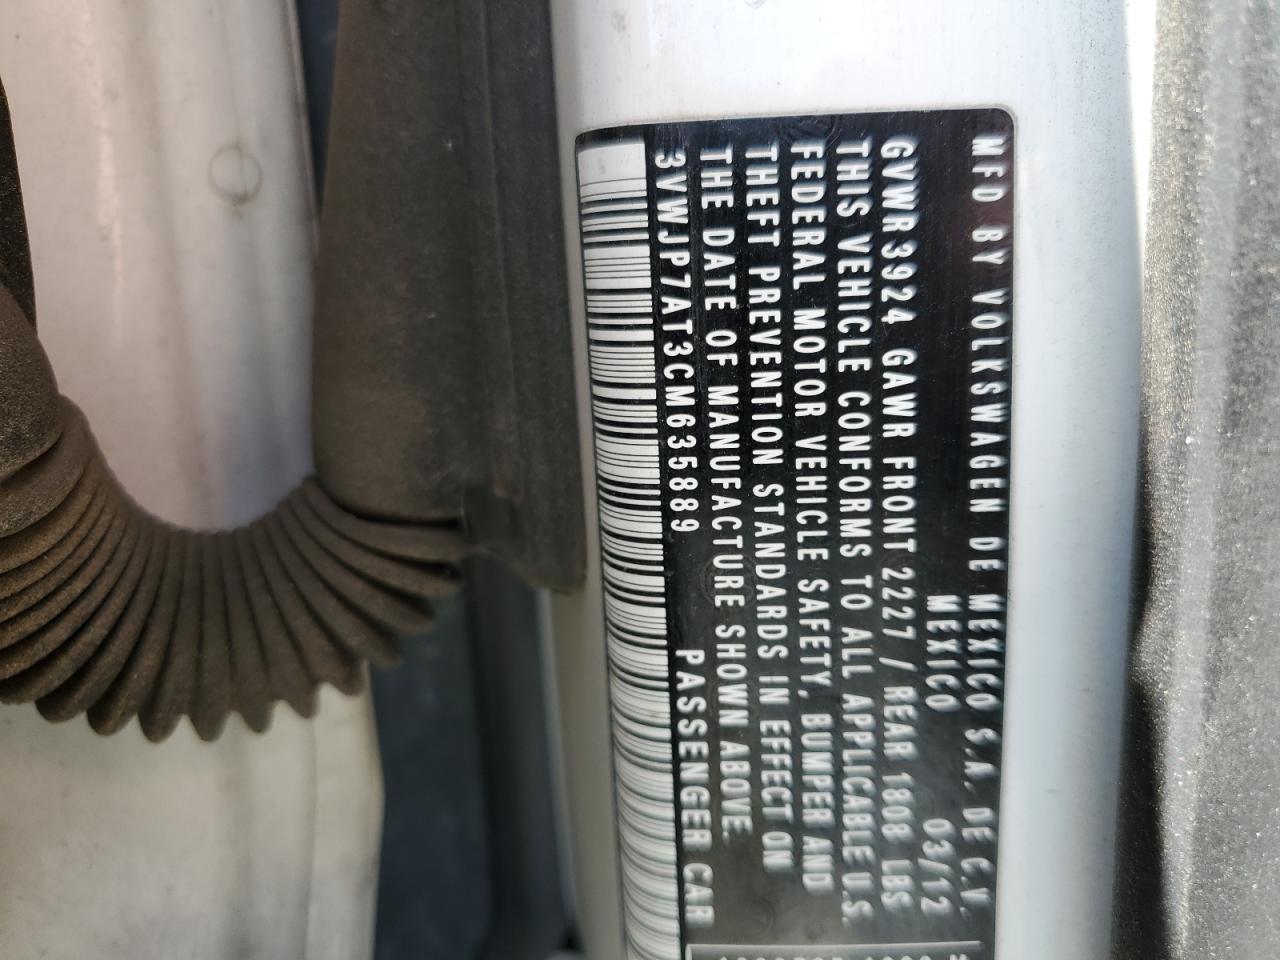 MFD BY VOLKSWAGEN DE MEXICO S.A. DE C.V.
MEXICO 03/12
GVWR3924 GAWR FRONT 2227 / REAR 1808 LBS
THIS VEHICLE CONFORMS TO ALL APPLICABLE U.S.
FEDERAL MOTOR VEHICLE SAFETY, BUMPER AND
THEFT PREVENTION STANDARDS IN EFFECT ON
THE DATE OF MANUFACTURE SHOWN ABOVE.
3VWJP7AT3CM635889 PASSENGER CAR